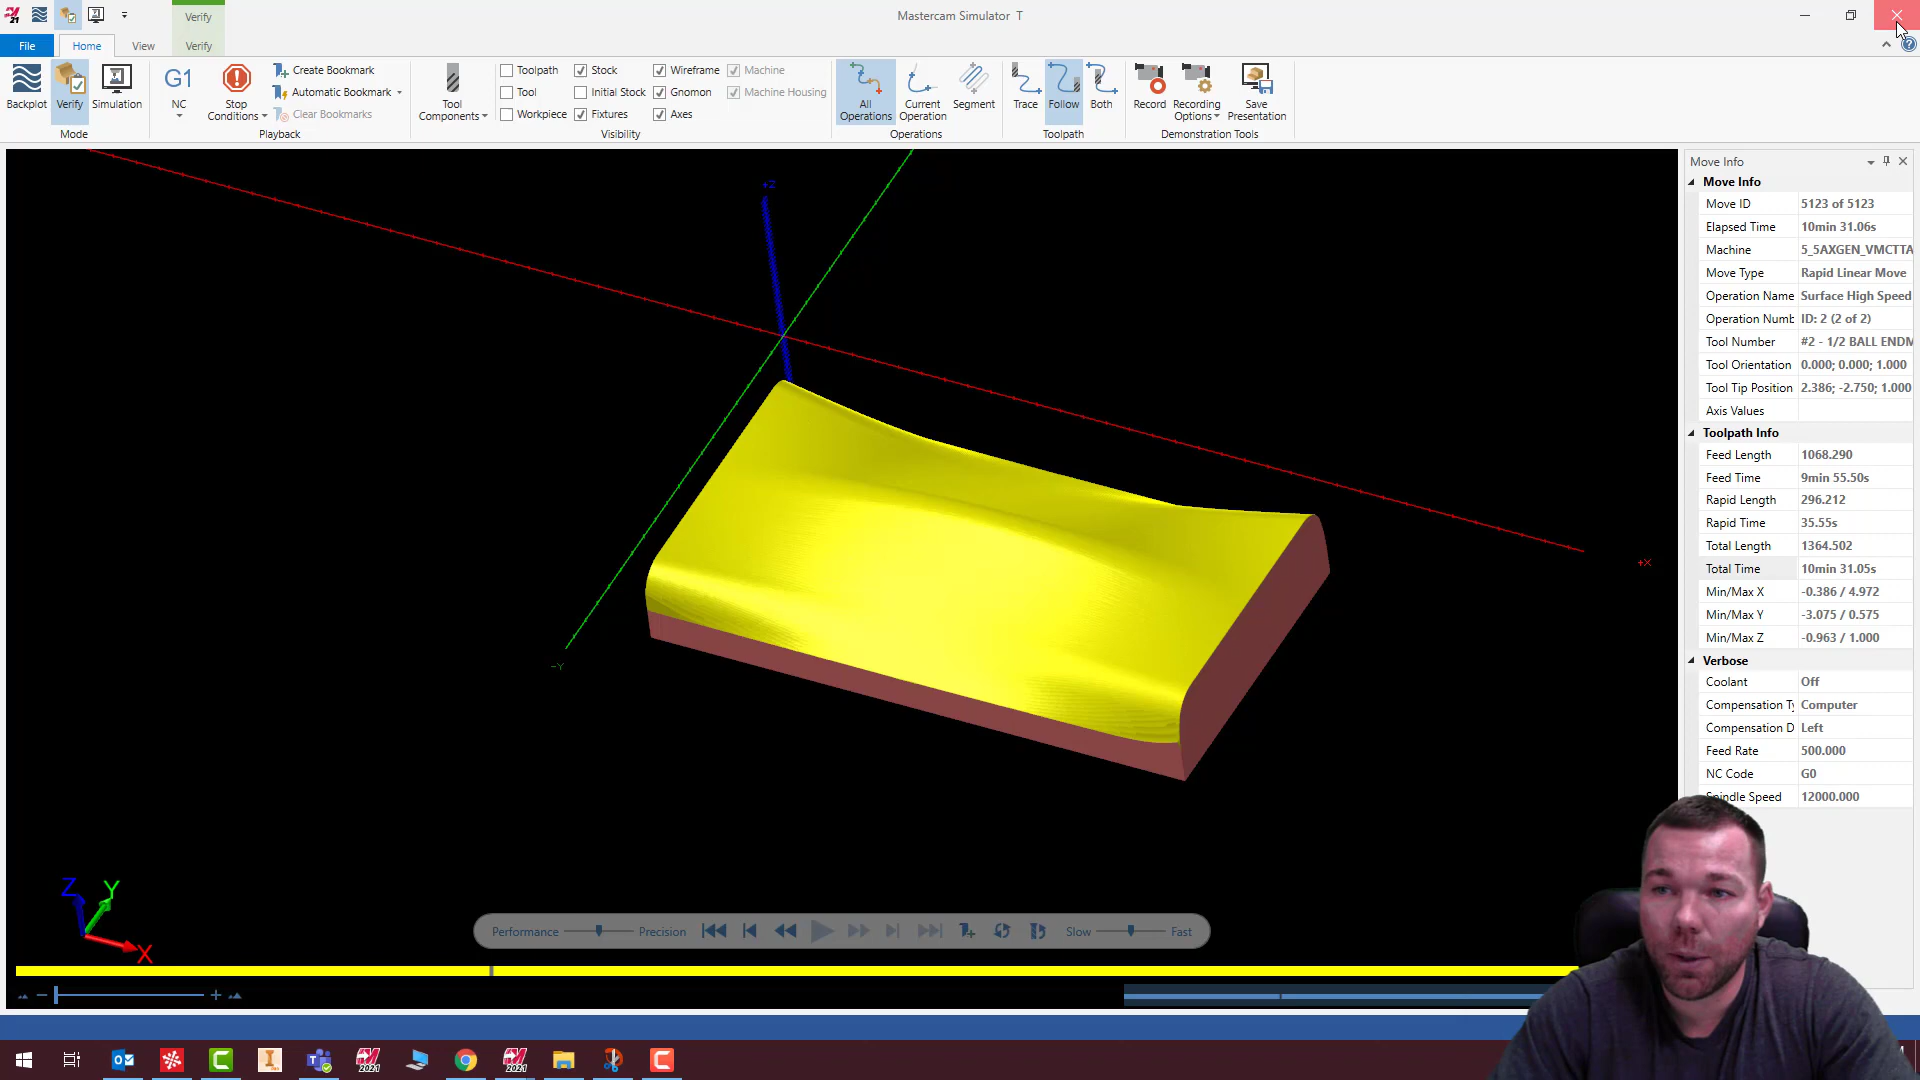 Verify
Mastercam Simulator T
File Home View Verify
Backplot Verify Simulation
Mode
G1
NC
Stop Conditions
Create Bookmark
Automatic Bookmark
Clear Bookmarks
Playback
Tool Components
Toolpath
Tool
Workpiece
Stock
Initial Stock
Fixtures
Wireframe
Gnomon
Axes
Machine
Machine Housing
Visibility
All Operations
Current Operation
Segment
Operations
Trace Follow Both
Toolpath
Record
Recording Options
Save Presentation
Demonstration Tools
Move Info
Move Info
Move ID 5123 of 5123
Elapsed Time 10min 31.06s
Machine 5_5AXGEN_VMCTTA
Move Type Rapid Linear Move
Operation Name Surface High Speed
Operation Numb ID: 2 (2 of 2)
Tool Number #2 - 1/2 BALL ENDM
Tool Orientation 0.000; 0.000; 1.000
Tool Tip Position 2.386; -2.750; 1.000
Axis Values
Toolpath Info
Feed Length 1068.290
Feed Time 9min 55.50s
Rapid Length 296.212
Rapid Time 35.55s
Total Length 1364.502
Total Time 10min 31.05s
Min/Max X -0.386 / 4.972
Min/Max Y -3.075 / 0.575
Min/Max Z -0.963 / 1.000
Verbose
Coolant Off
Compensation Ty Computer
Compensation D Left
Feed Rate 500.000
NC Code G0
Spindle Speed 12000.000
+Z
+X
-Y
Z Y
X
Performance Precision Slow Fast
2021 2021